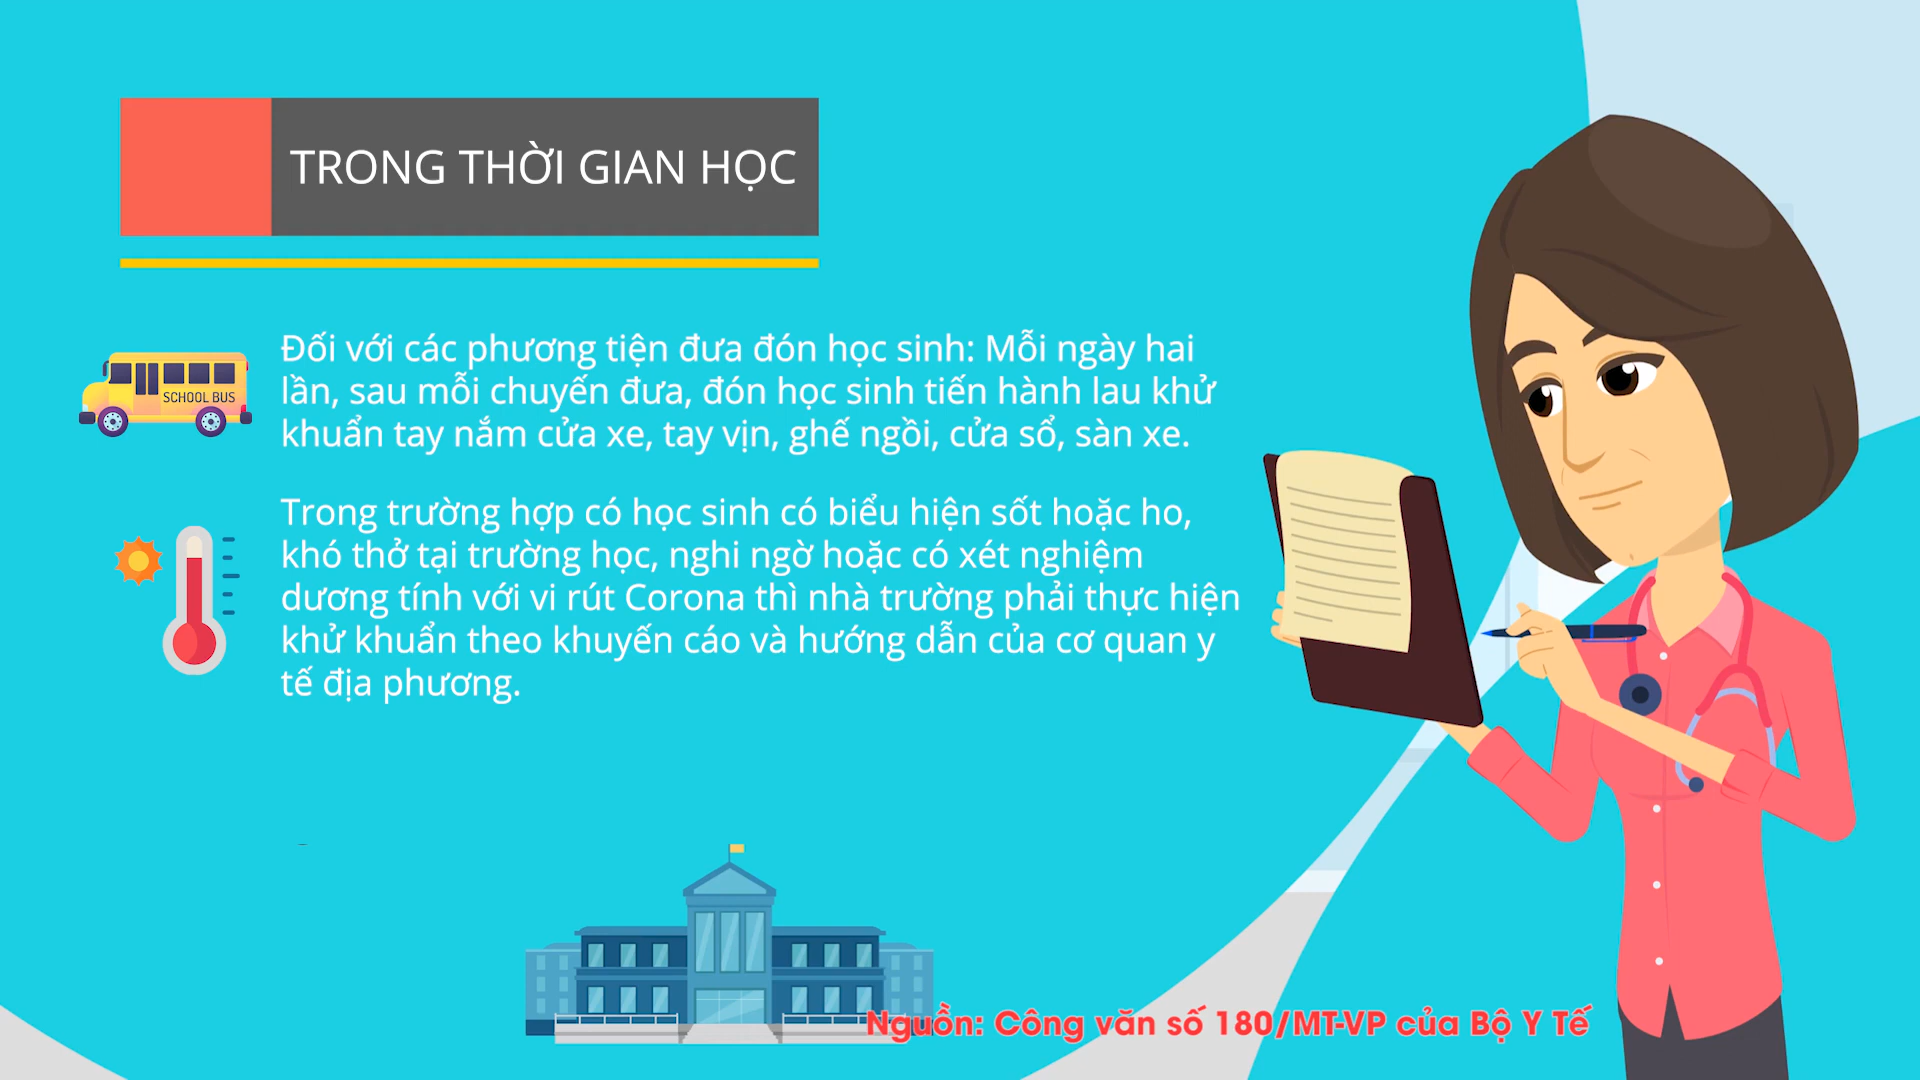 TRONG THỜI GIAN HỌC
Đối với các phương tiện đưa đón học sinh: Mỗi ngày hai
lần, sau mỗi chuyến đưa, đón học sinh tiến hành lau khử
khuẩn tay nắm cửa xe, tay vịn, ghế ngồi, cửa sổ, sàn xe.
SCHOOL BUS
Trong trường hợp có học sinh có biểu hiện sốt hoặc ho,
khó thở tại trường học, nghi ngờ hoặc có xét nghiệm
dương tính với vi rút Corona thì nhà trường phải thực hiện
khử khuẩn theo khuyến cáo và hướng dẫn của cơ quan y
tế địa phương.
Nguồn: Công văn số 180/MT-VP của Bộ Y Tế